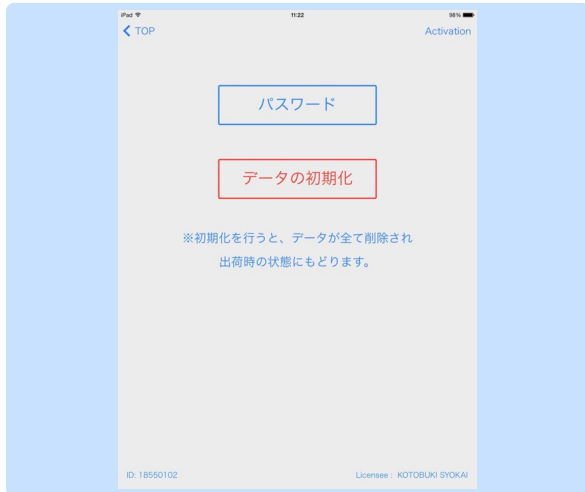 iPad 11:22 98%
TOP Activation
パスワード
データの初期化
※初期化を行うと、データが全て削除され
出荷時の状態にもどります。
ID: 18550102 Licensee : KOTOBUKI SYOKAI